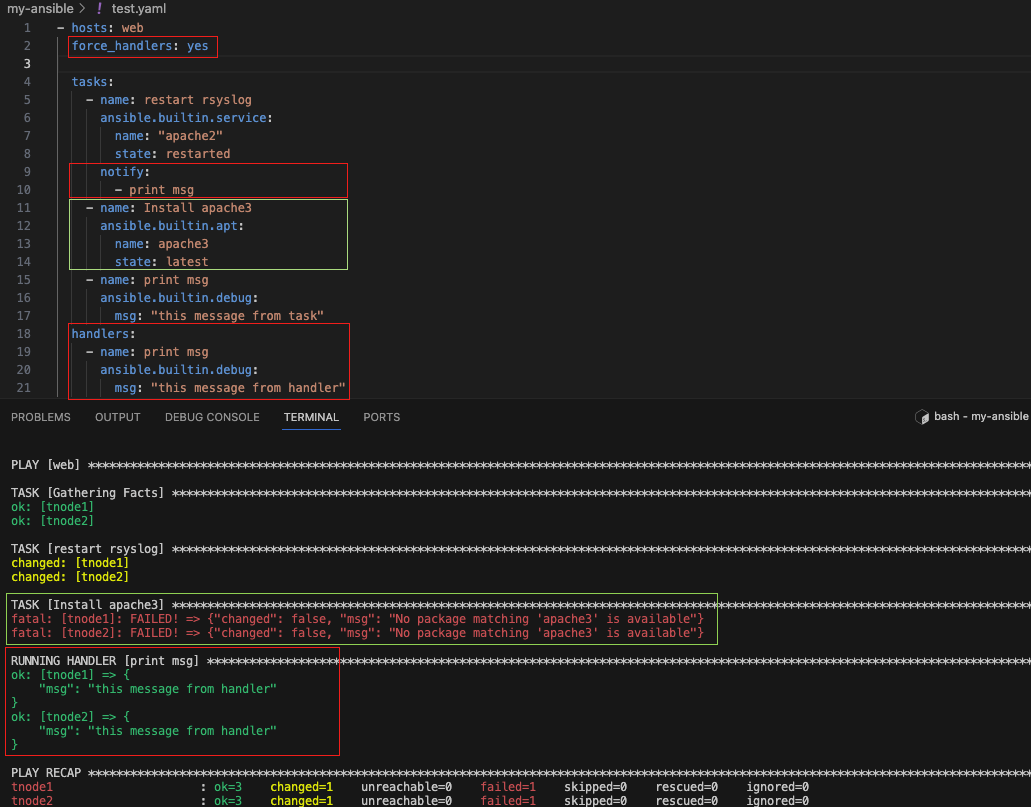 my-ansible > ! test.yaml
1 - hosts: web
2 force_handlers: yes
3
4 tasks:
5 - name: restart rsyslog
6 ansible.builtin.service:
7 name: "apache2"
8 state: restarted
9 notify:
10 - print msg
11 - name: Install apache3
12 ansible.builtin.apt:
13 name: apache3
14 state: latest
15 - name: print msg
16 ansible.builtin.debug:
17 msg: "this message from task"
18 handlers:
19 - name: print msg
20 ansible.builtin.debug:
21 msg: "this message from handler"
PROBLEMS OUTPUT DEBUG CONSOLE TERMINAL PORTS bash - my-ansible
PLAY [web] ****************************************************************************************************************************
TASK [Gathering Facts] ****************************************************************************************************************
ok: [tnode1]
ok: [tnode2]
TASK [restart rsyslog] ****************************************************************************************************************
changed: [tnode1]
changed: [tnode2]
TASK [Install apache3] ****************************************************************************************************************
fatal: [tnode1]: FAILED! => {"changed": false, "msg": "No package matching 'apache3' is available"}
fatal: [tnode2]: FAILED! => {"changed": false, "msg": "No package matching 'apache3' is available"}
RUNNING HANDLER [print msg] ***********************************************************************************************************
ok: [tnode1] => {
"msg": "this message from handler"
}
ok: [tnode2] => {
"msg": "this message from handler"
}
PLAY RECAP ****************************************************************************************************************************
tnode1 : ok=3 changed=1 unreachable=0 failed=1 skipped=0 rescued=0 ignored=0
tnode2 : ok=3 changed=1 unreachable=0 failed=1 skipped=0 rescued=0 ignored=0